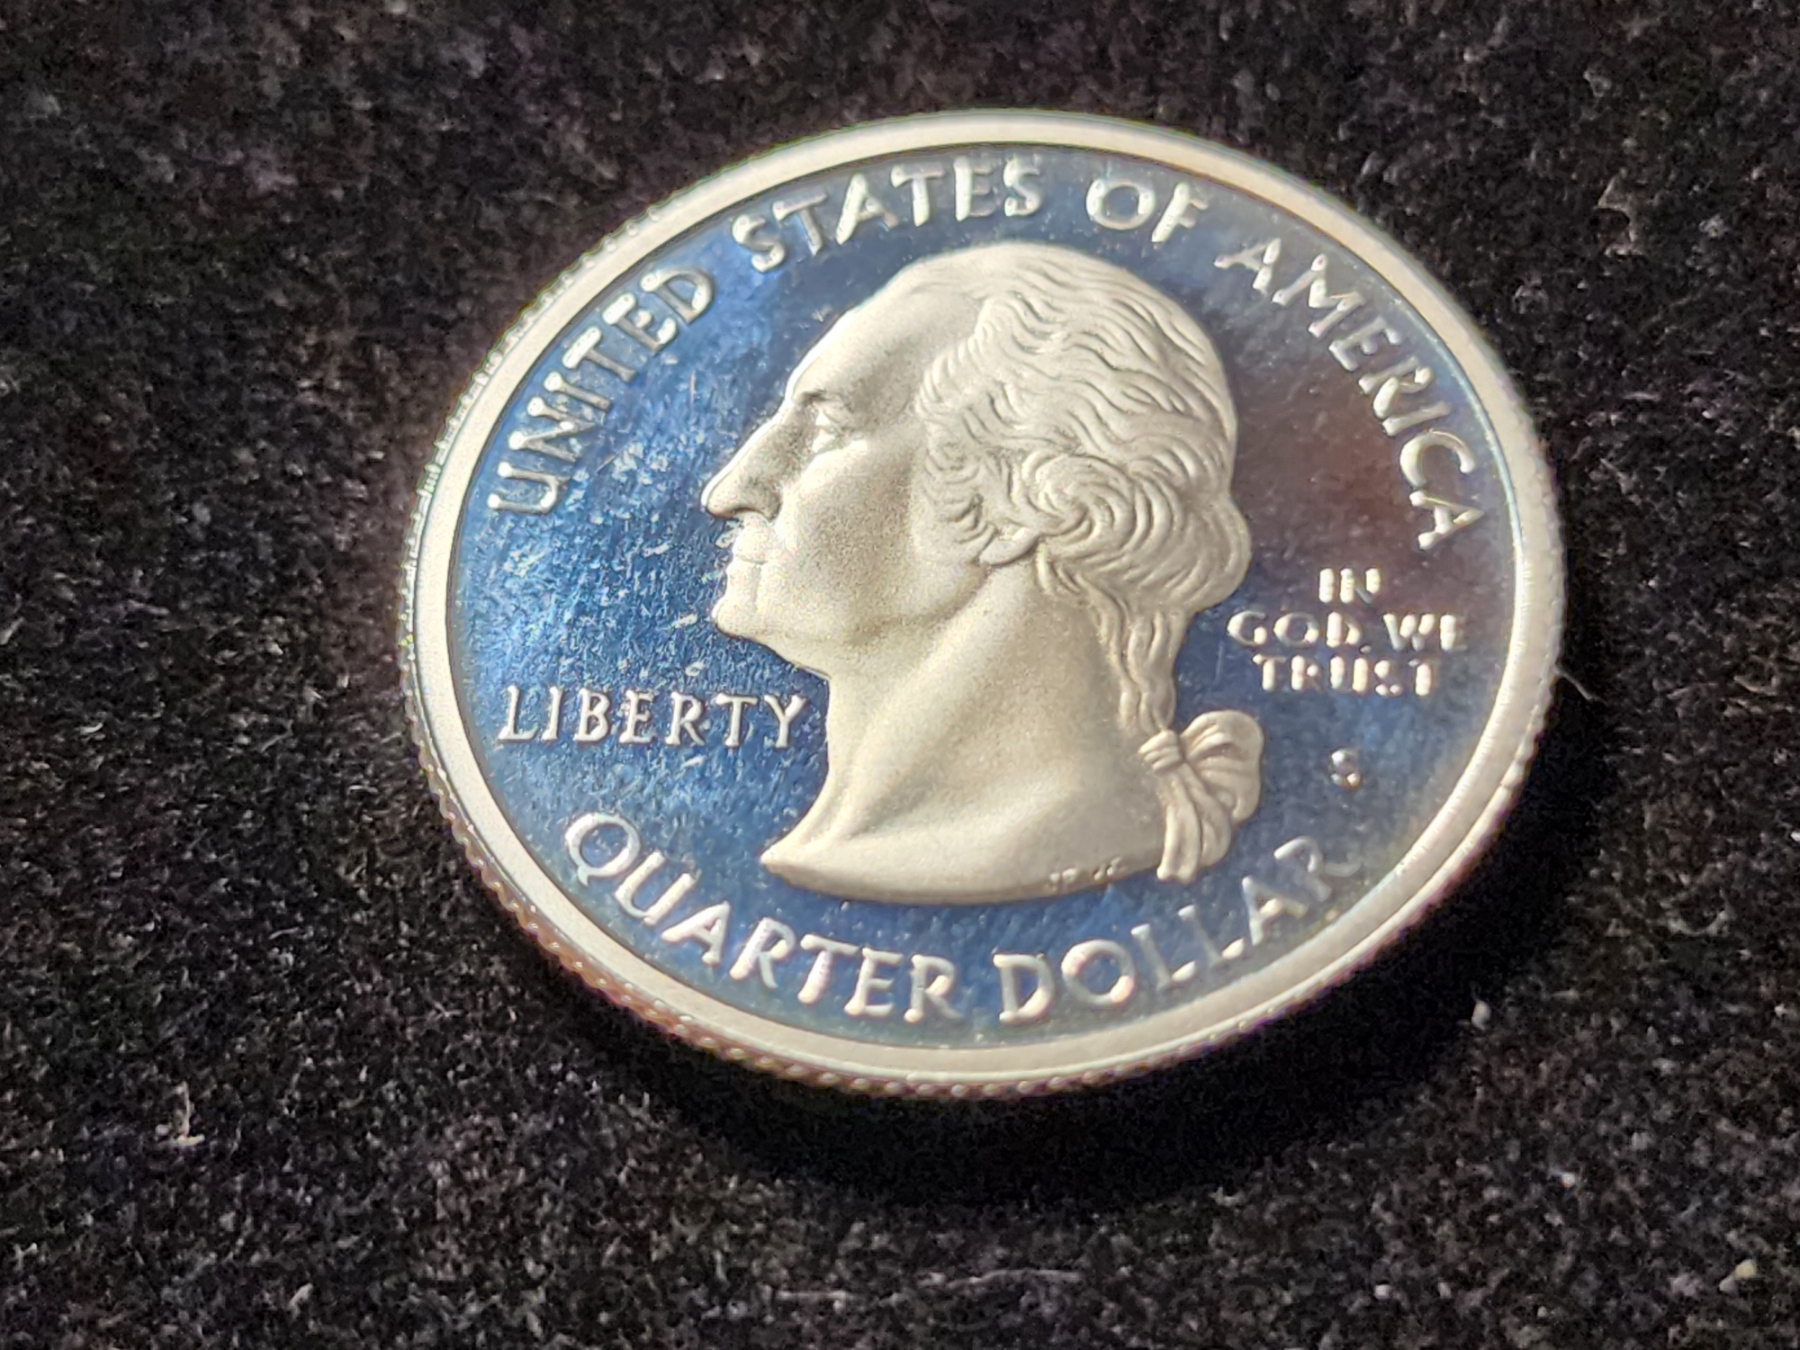 UNITED STATES OF AMERICA
LIBERTY
IN
GOD WE
TRUST
S
QUARTER DOLLAR